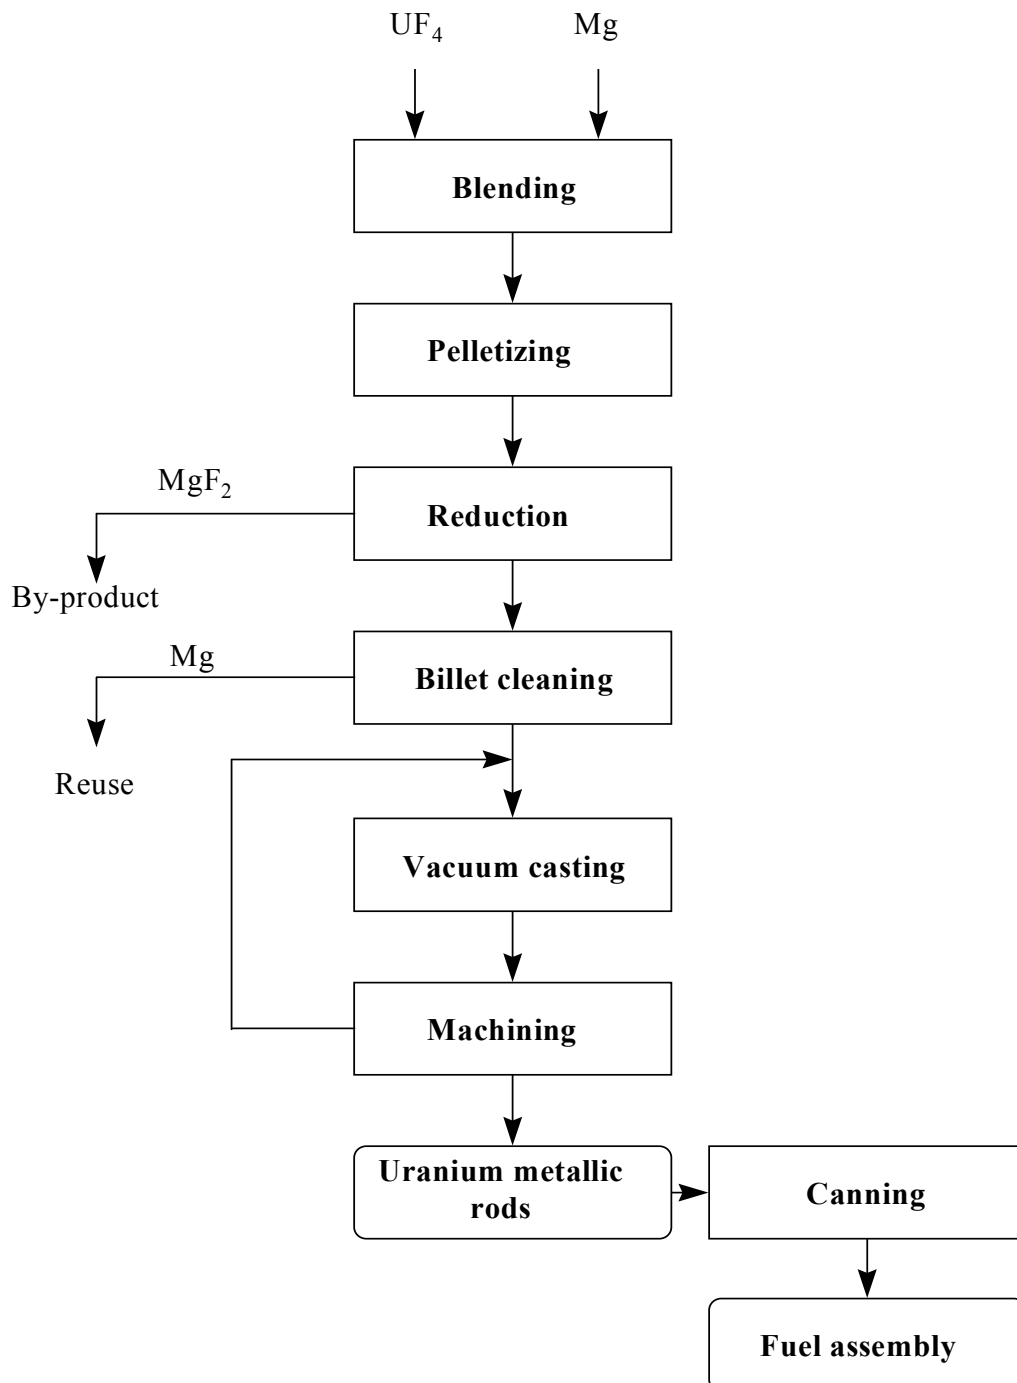 UF₄
Mg
Blending
Pelletizing
MgF₂
Reduction
By-product
Mg
Billet cleaning
Reuse
Vacuum casting
Machining
Uranium metallic
rods
Canning
Fuel assembly